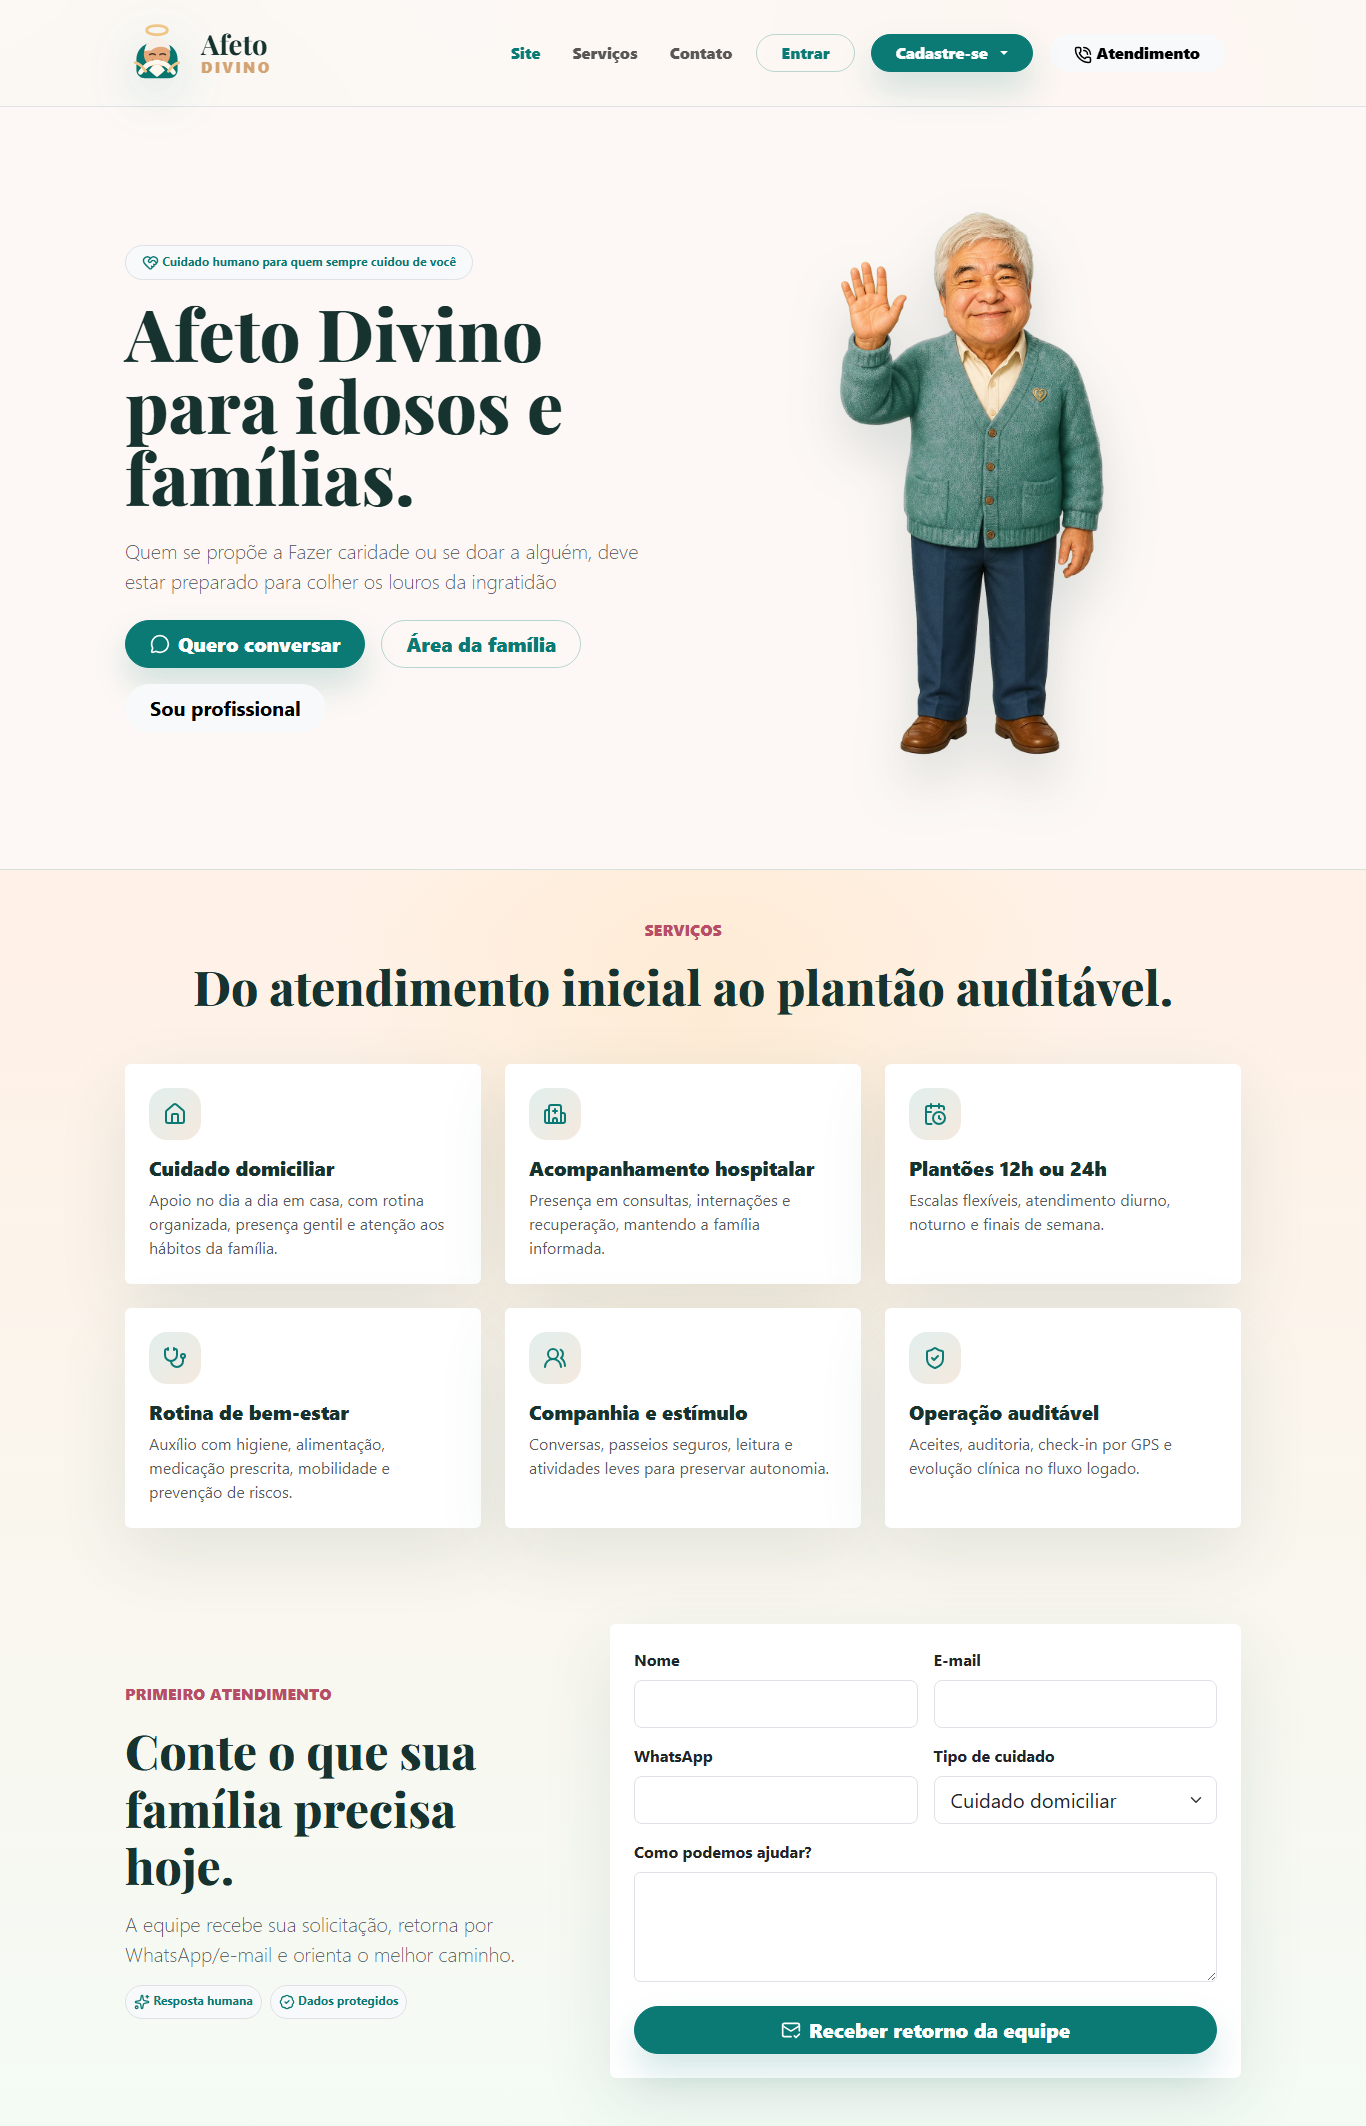 Afeto
DIVINO
Site
Serviços
Contato
Entrar
Cadastre-se
Atendimento
Cuidado humano para quem sempre cuidou de você
Afeto Divino
para idosos e
famílias.
Quem se propõe a Fazer caridade ou se doar a alguém, deve
estar preparado para colher os louros da ingratidão
Quero conversar
Área da família
Sou profissional
SERVIÇOS
Do atendimento inicial ao plantão auditável.
Cuidado domiciliar
Apoio no dia a dia em casa, com rotina
organizada, presença gentil e atenção aos
hábitos da família.
Acompanhamento hospitalar
Presença em consultas, internações e
recuperação, mantendo a família
informada.
Plantões 12h ou 24h
Escalas flexíveis, atendimento diurno,
noturno e finais de semana.
Rotina de bem-estar
Auxílio com higiene, alimentação,
medicação prescrita, mobilidade e
prevenção de riscos.
Companhia e estímulo
Conversas, passeios seguros, leitura e
atividades leves para preservar autonomia.
Operação auditável
Aceites, auditoria, check-in por GPS e
evolução clínica no fluxo logado.
PRIMEIRO ATENDIMENTO
Conte o que sua
família precisa
hoje.
A equipe recebe sua solicitação, retorna por
WhatsApp/e-mail e orienta o melhor caminho.
Resposta humana
Dados protegidos
Nome
E-mail
WhatsApp
Tipo de cuidado
Cuidado domiciliar
Como podemos ajudar?
Receber retorno da equipe